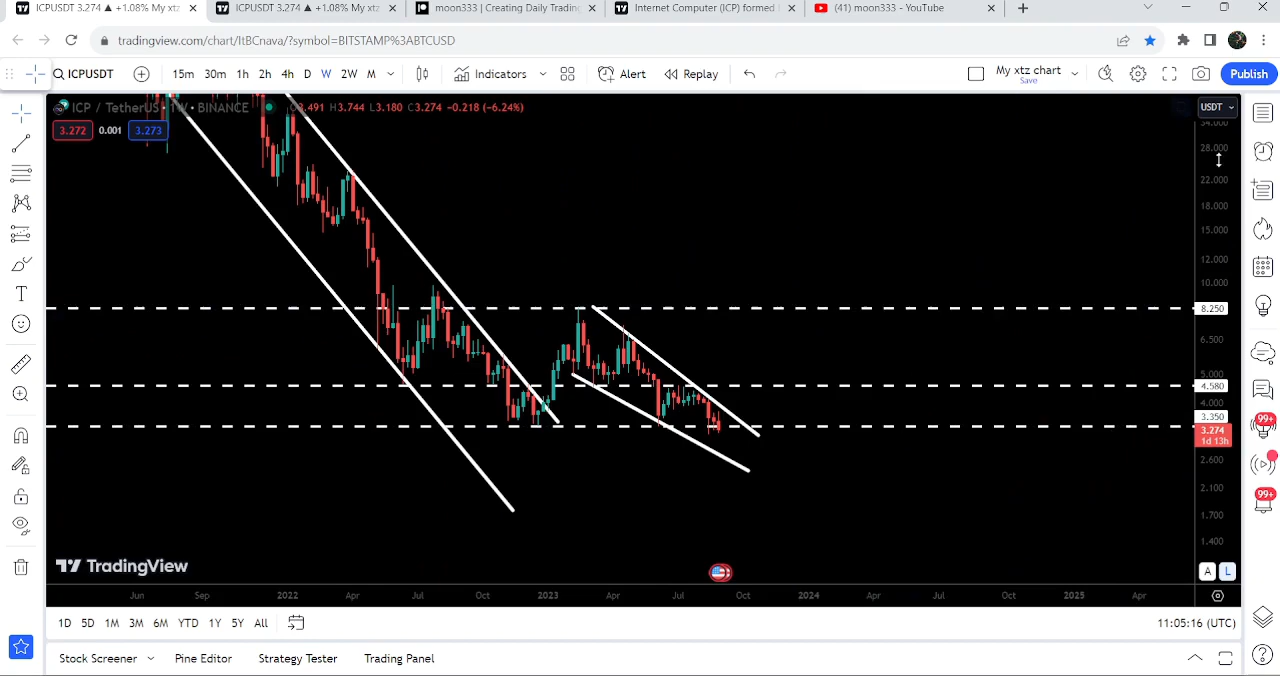 ICPUSDT 3.274 ▲ +1.08% My xtz
ICPUSDT 3.274 ▲ +1.08% My xtz
moon333 | Creating Daily Trading
Internet Computer (ICP) formed
(41) moon333 - YouTube
tradingview.com/chart/ItBCnava/?symbol=BITSTAMP%3ABTCUSD
ICPUSDT 15m 30m 1h 2h 4h D W 2W M Indicators Alert Replay My xtz chart Save Publish
ICP / TetherUS · 1W · BINANCE O3.491 H3.744 L3.180 C3.274 -0.218 (-6.24%)
USDT
3.272 0.001 3.273
34.000
28.000
22.000
18.000
15.000
12.000
10.000
8.250
6.500
5.000
4.580
4.000
3.350
3.274
1d 13h
2.600
2.100
1.700
1.400
99+
99+
TradingView
A L
Jun Sep 2022 Apr Jul Oct 2023 Apr Jul Oct 2024 Apr Jul Oct 2025 Apr
1D 5D 1M 3M 6M YTD 1Y 5Y All 11:05:16 (UTC)
Stock Screener Pine Editor Strategy Tester Trading Panel